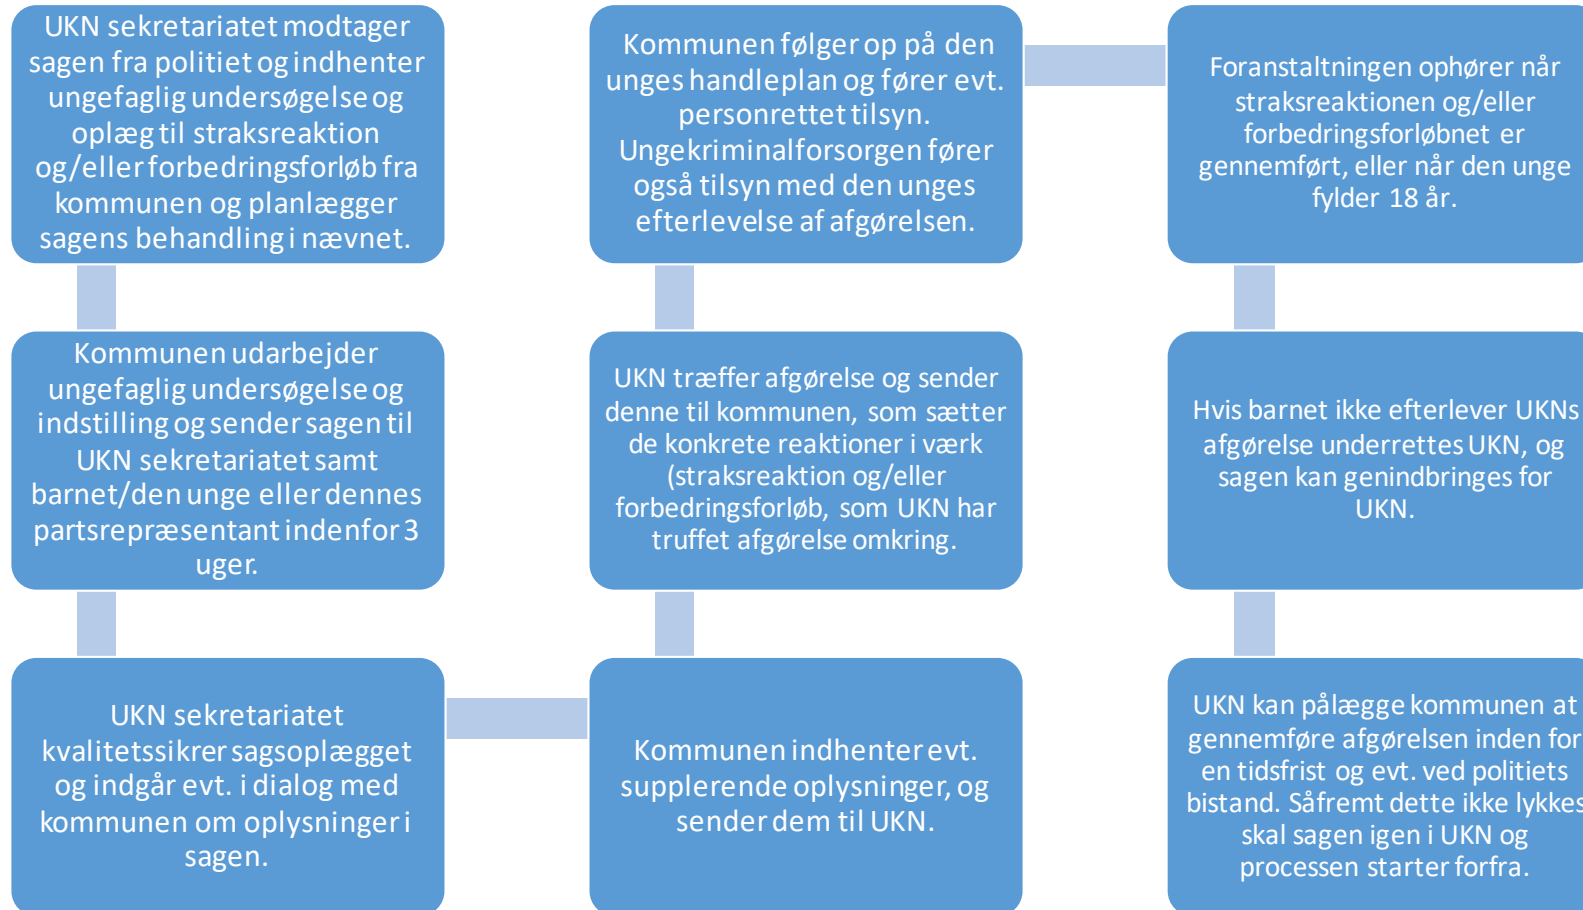 UKN sekretariatet modtager
sagen fra politiet og indhenter
ungefaglig undersøgelse og
oplæg til straksreaktion
og/eller forbedringsforløb fra
kommunen og planlægger
sagens behandling i nævnet.
Kommunen udarbejder
ungefaglig undersøgelse og
indstilling og sender sagen til
UKN sekretariatet samt
barnet/den unge eller dennes
partsrepræsentant indenfor 3
uger.
UKN sekretariatet
kvalitetssikrer sagsoplægget
og indgår evt. i dialog med
kommunen om oplysninger i
sagen.
Kommunen indhenter evt.
supplerende oplysninger, og
sender dem til UKN.
UKN træffer afgørelse og sender
denne til kommunen, som sætter
de konkrete reaktioner i værk
(straksreaktion og/eller
forbedringsforløb, som UKN har
truffet afgørelse omkring.
Kommunen følger op på den
unges handleplan og fører evt.
personrettet tilsyn.
Ungekriminalforsorgen fører
også tilsyn med den unges
efterlevelse af afgørelsen.
Foranstaltningen ophører når
straksreaktionen og/eller
forbedringsforløbnet er
gennemført, eller når den unge
fylder 18 år.
Hvis barnet ikke efterlever UKNs
afgørelse underrettes UKN, og
sagen kan genindbringes for
UKN.
UKN kan pålægge kommunen at
gennemføre afgørelsen inden for
en tidsfrist og evt. ved politiets
bistand. Såfremt dette ikke lykkes
skal sagen igen i UKN og
processen starter forfra.